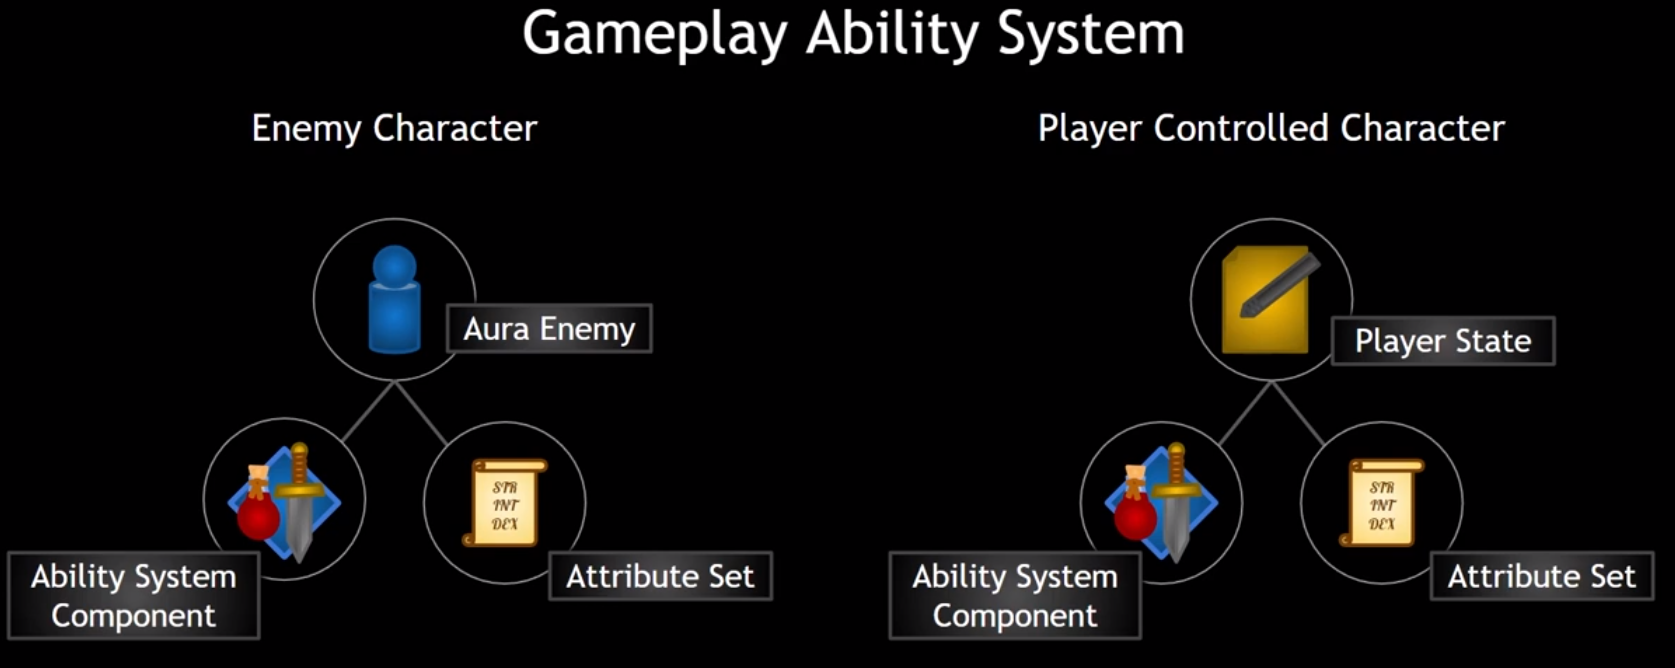 Gameplay Ability System
Enemy Character
Aura Enemy
Ability System
Component
STR
INT
DEX
Attribute Set
Player Controlled Character
Player State
Ability System
Component
STR
INT
DEX
Attribute Set